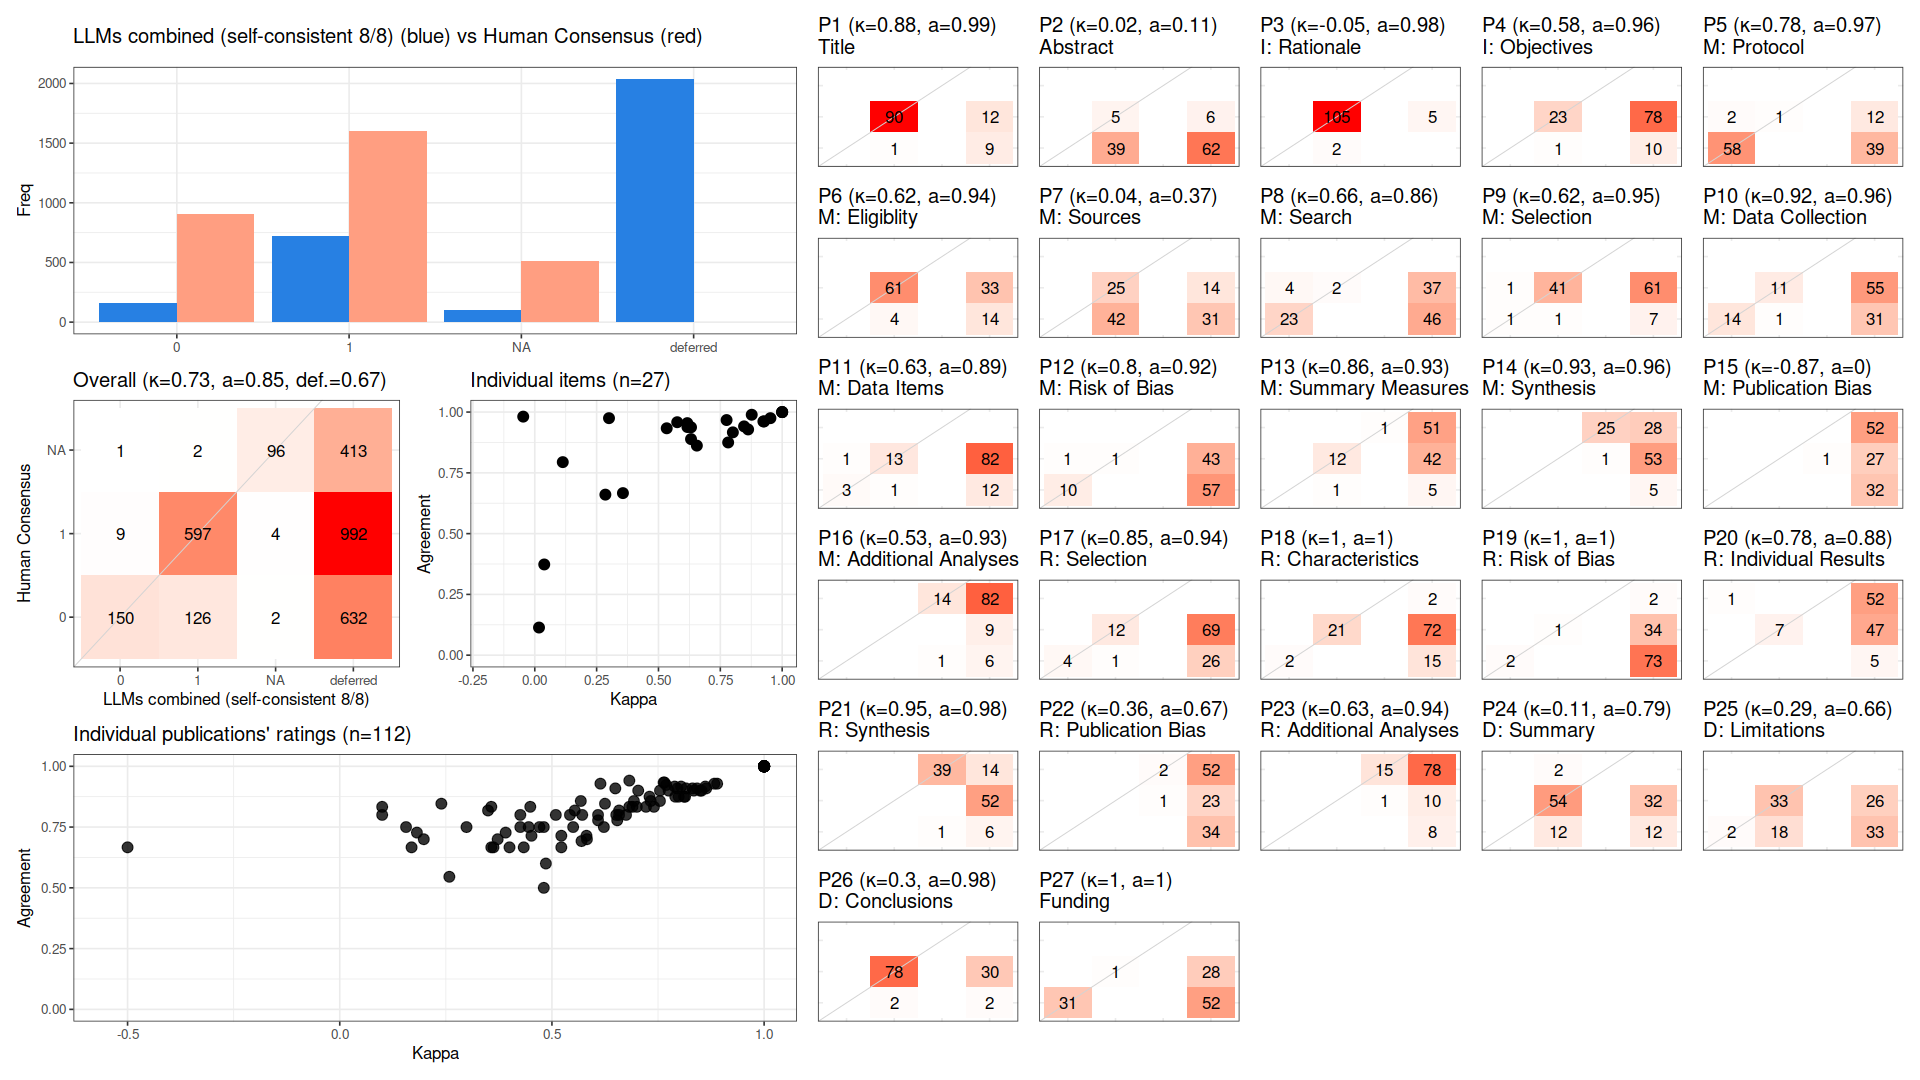 LLMs combined (self-consistent 8/8) (blue) vs Human Consensus (red)
Freq
2000
1500
1000
500
0
0 1 NA deferred
Overall (κ=0.73, a=0.85, def.=0.67)
Human Consensus
NA 1 2 96 413
1 9 597 4 992
0 150 126 2 632
0 1 NA deferred
LLMs combined (self-consistent 8/8)
Individual items (n=27)
Agreement
1.00
0.75
0.50
0.25
0.00
-0.25 0.00 0.25 0.50 0.75 1.00
Kappa
Individual publications' ratings (n=112)
Agreement
1.00
0.75
0.50
0.25
0.00
-0.5 0.0 0.5 1.0
Kappa
P1 (κ=0.88, a=0.99)
Title
90 12
1 9
P2 (κ=0.02, a=0.11)
Abstract
5 6
39 62
P3 (κ=-0.05, a=0.98)
I: Rationale
105 5
2
P4 (κ=0.58, a=0.96)
I: Objectives
23 78
1 10
P5 (κ=0.78, a=0.97)
M: Protocol
2 1 12
58 39
P6 (κ=0.62, a=0.94)
M: Eligiblity
61 33
4 14
P7 (κ=0.04, a=0.37)
M: Sources
25 14
42 31
P8 (κ=0.66, a=0.86)
M: Search
4 2 37
23 46
P9 (κ=0.62, a=0.95)
M: Selection
1 41 61
1 1 7
P10 (κ=0.92, a=0.96)
M: Data Collection
11 55
14 1 31
P11 (κ=0.63, a=0.89)
M: Data Items
1 13 82
3 1 12
P12 (κ=0.8, a=0.92)
M: Risk of Bias
1 1 43
10 57
P13 (κ=0.86, a=0.93)
M: Summary Measures
1 51
12 42
1 5
P14 (κ=0.93, a=0.96)
M: Synthesis
25 28
1 53
5
P15 (κ=-0.87, a=0)
M: Publication Bias
52
1 27
32
P16 (κ=0.53, a=0.93)
M: Additional Analyses
14 82
9
1 6
P17 (κ=0.85, a=0.94)
R: Selection
12 69
4 1 26
P18 (κ=1, a=1)
R: Characteristics
2
21 72
2 15
P19 (κ=1, a=1)
R: Risk of Bias
2
1 34
2 73
P20 (κ=0.78, a=0.88)
R: Individual Results
1 52
7 47
5
P21 (κ=0.95, a=0.98)
R: Synthesis
39 14
52
1 6
P22 (κ=0.36, a=0.67)
R: Publication Bias
2 52
1 23
34
P23 (κ=0.63, a=0.94)
R: Additional Analyses
15 78
1 10
8
P24 (κ=0.11, a=0.79)
D: Summary
2
54 32
12 12
P25 (κ=0.29, a=0.66)
D: Limitations
33 26
2 18 33
P26 (κ=0.3, a=0.98)
D: Conclusions
78 30
2 2
P27 (κ=1, a=1)
Funding
1 28
31 52